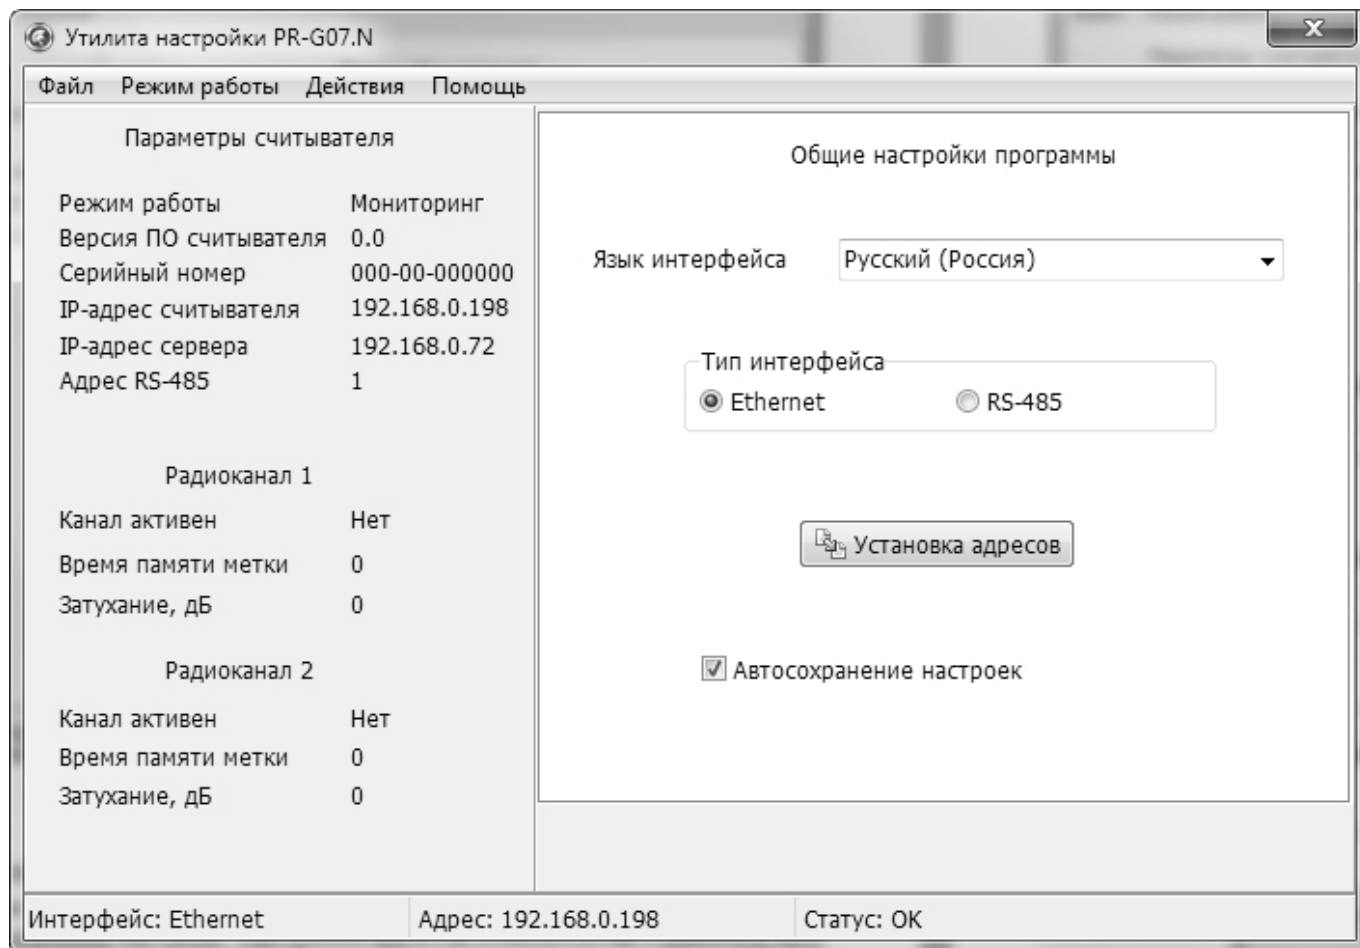 Утилита настройки PR-G07.N
Файл Режим работы Действия Помощь
Параметры считывателя
Режим работы Мониторинг
Версия ПО считывателя 0.0
Серийный номер 000-00-000000
IP-адрес считывателя 192.168.0.198
IP-адрес сервера 192.168.0.72
Адрес RS-485 1
Радиоканал 1
Канал активен Нет
Время памяти метки 0
Затухание, дБ 0
Радиоканал 2
Канал активен Нет
Время памяти метки 0
Затухание, дБ 0
Общие настройки программы
Язык интерфейса Русский (Россия)
Тип интерфейса
Ethernet RS-485
Установка адресов
Автосохранение настроек
Интерфейс: Ethernet Адрес: 192.168.0.198 Статус: OK